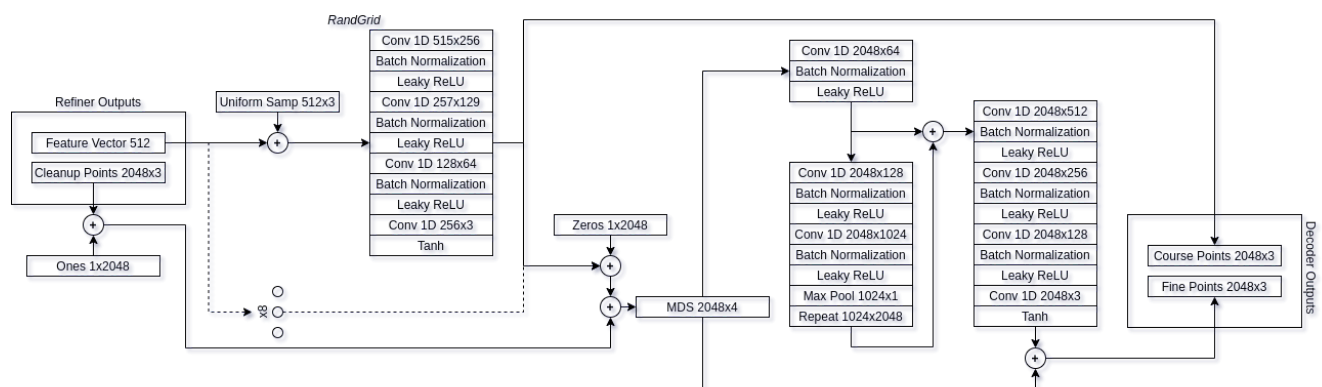 RandGrid
Conv 1D 515x256
Batch Normalization
Leaky ReLU
Conv 1D 257x129
Batch Normalization
Leaky ReLU
Conv 1D 128x64
Batch Normalization
Leaky ReLU
Conv 1D 256x3
Tanh
Refiner Outputs
Feature Vector 512
Cleanup Points 2048x3
+
Ones 1x2048
Uniform Samp 512x3
+
x8
Zeros 1x2048
+
+
MDS 2048x4
Conv 1D 2048x64
Batch Normalization
Leaky ReLU
Conv 1D 2048x128
Batch Normalization
Leaky ReLU
Conv 1D 2048x1024
Batch Normalization
Leaky ReLU
Max Pool 1024x1
Repeat 1024x2048
+
Conv 1D 2048x512
Batch Normalization
Leaky ReLU
Conv 1D 2048x256
Batch Normalization
Leaky ReLU
Conv 1D 2048x128
Batch Normalization
Leaky ReLU
Conv 1D 2048x3
Tanh
+
Course Points 2048x3
Fine Points 2048x3
Decoder Outputs